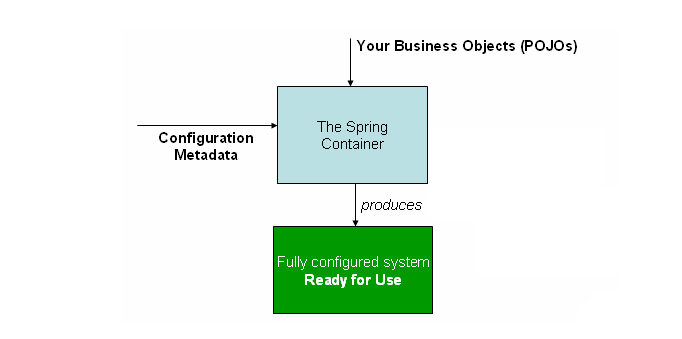 Your Business Objects (POJOs)
The Spring
Container
Configuration
Metadata
produces
Fully configured system
Ready for Use